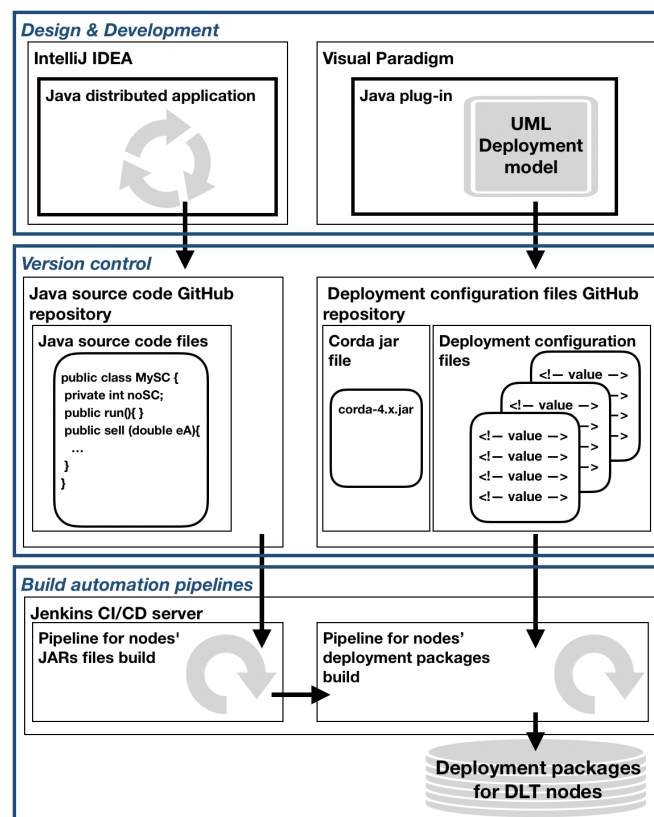 Design & Development
IntelliJ IDEA
Java distributed application
Visual Paradigm
Java plug-in
UML
Deployment
model
Version control
Java source code GitHub
repository
Java source code files
public class MySC {
private int noSC;
public run(){ }
public sell (double eA){
...
}
}
Deployment configuration files GitHub
repository
Corda jar
file
corda-4.x.jar
Deployment configuration
files
<!— value —>
<!— value —>
<!— value —>
<!— value —>
<!— value —>
<!— value —>
Build automation pipelines
Jenkins CI/CD server
Pipeline for nodes'
JARs files build
Pipeline for nodes’
deployment packages
build
Deployment packages
for DLT nodes